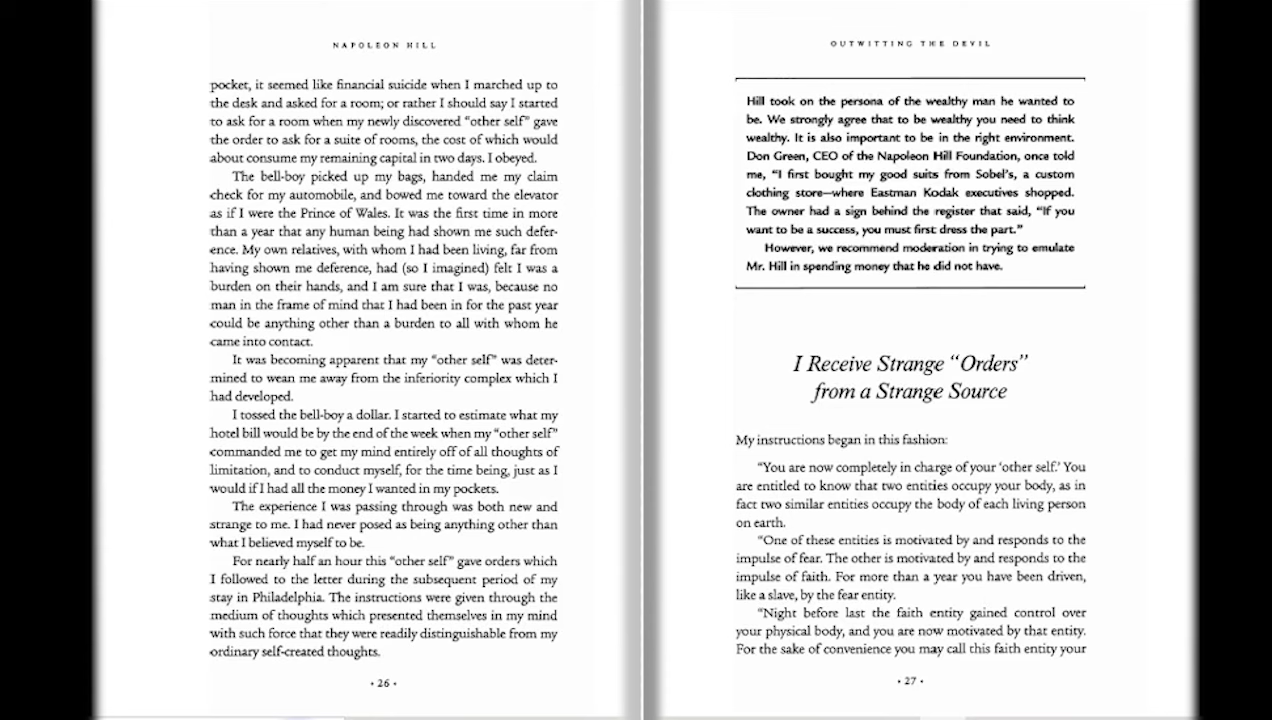 NAPOLEON HILL
pocket, it seemed like financial suicide when I marched up to
the desk and asked for a room; or rather I should say I started
to ask for a room when my newly discovered “other self” gave
the order to ask for a suite of rooms, the cost of which would
about consume my remaining capital in two days. I obeyed.
The bell-boy picked up my bags, handed me my claim
check for my automobile, and bowed me toward the elevator
as if I were the Prince of Wales. It was the first time in more
than a year that any human being had shown me such defer-
ence. My own relatives, with whom I had been living, far from
having shown me deference, had (so I imagined) felt I was a
burden on their hands, and I am sure that I was, because no
man in the frame of mind that I had been in for the past year
could be anything other than a burden to all with whom he
came into contact.
It was becoming apparent that my “other self” was deter-
mined to wean me away from the inferiority complex which I
had developed.
I tossed the bell-boy a dollar. I started to estimate what my
hotel bill would be by the end of the week when my “other self”
commanded me to get my mind entirely off of all thoughts of
limitation, and to conduct myself, for the time being, just as I
would if I had all the money I wanted in my pockets.
The experience I was passing through was both new and
strange to me. I had never posed as being anything other than
what I believed myself to be.
For nearly half an hour this “other self” gave orders which
I followed to the letter during the subsequent period of my
stay in Philadelphia. The instructions were given through the
medium of thoughts which presented themselves in my mind
with such force that they were readily distinguishable from my
ordinary self-created thoughts.
• 26 •
OUTWITTING THE DEVIL
Hill took on the persona of the wealthy man he wanted to
be. We strongly agree that to be wealthy you need to think
wealthy. It is also important to be in the right environment.
Don Green, CEO of the Napoleon Hill Foundation, once told
me, “I first bought my good suits from Sobel’s, a custom
clothing store—where Eastman Kodak executives shopped.
The owner had a sign behind the register that said, “If you
want to be a success, you must first dress the part.”
However, we recommend moderation in trying to emulate
Mr. Hill in spending money that he did not have.
I Receive Strange “Orders”
from a Strange Source
My instructions began in this fashion:
“You are now completely in charge of your ‘other self.’ You
are entitled to know that two entities occupy your body, as in
fact two similar entities occupy the body of each living person
on earth.
“One of these entities is motivated by and responds to the
impulse of fear. The other is motivated by and responds to the
impulse of faith. For more than a year you have been driven,
like a slave, by the fear entity.
“Night before last the faith entity gained control over
your physical body, and you are now motivated by that entity.
For the sake of convenience you may call this faith entity your
• 27 •